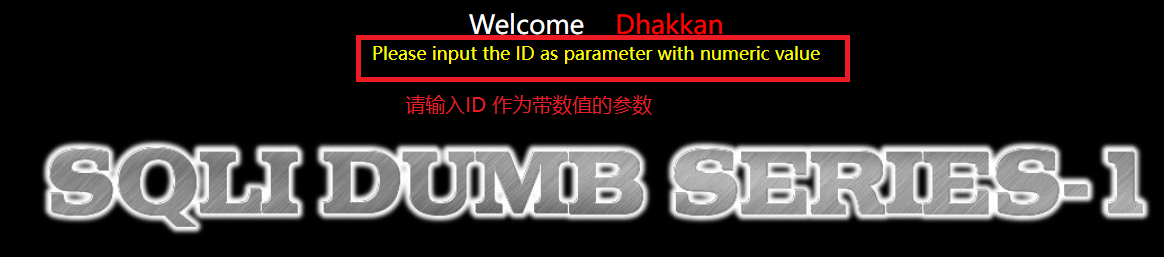 Welcome Dhakkan
Please input the ID as parameter with numeric value
请输入ID 作为带数值的参数
SQLI DUMB SERIES-1